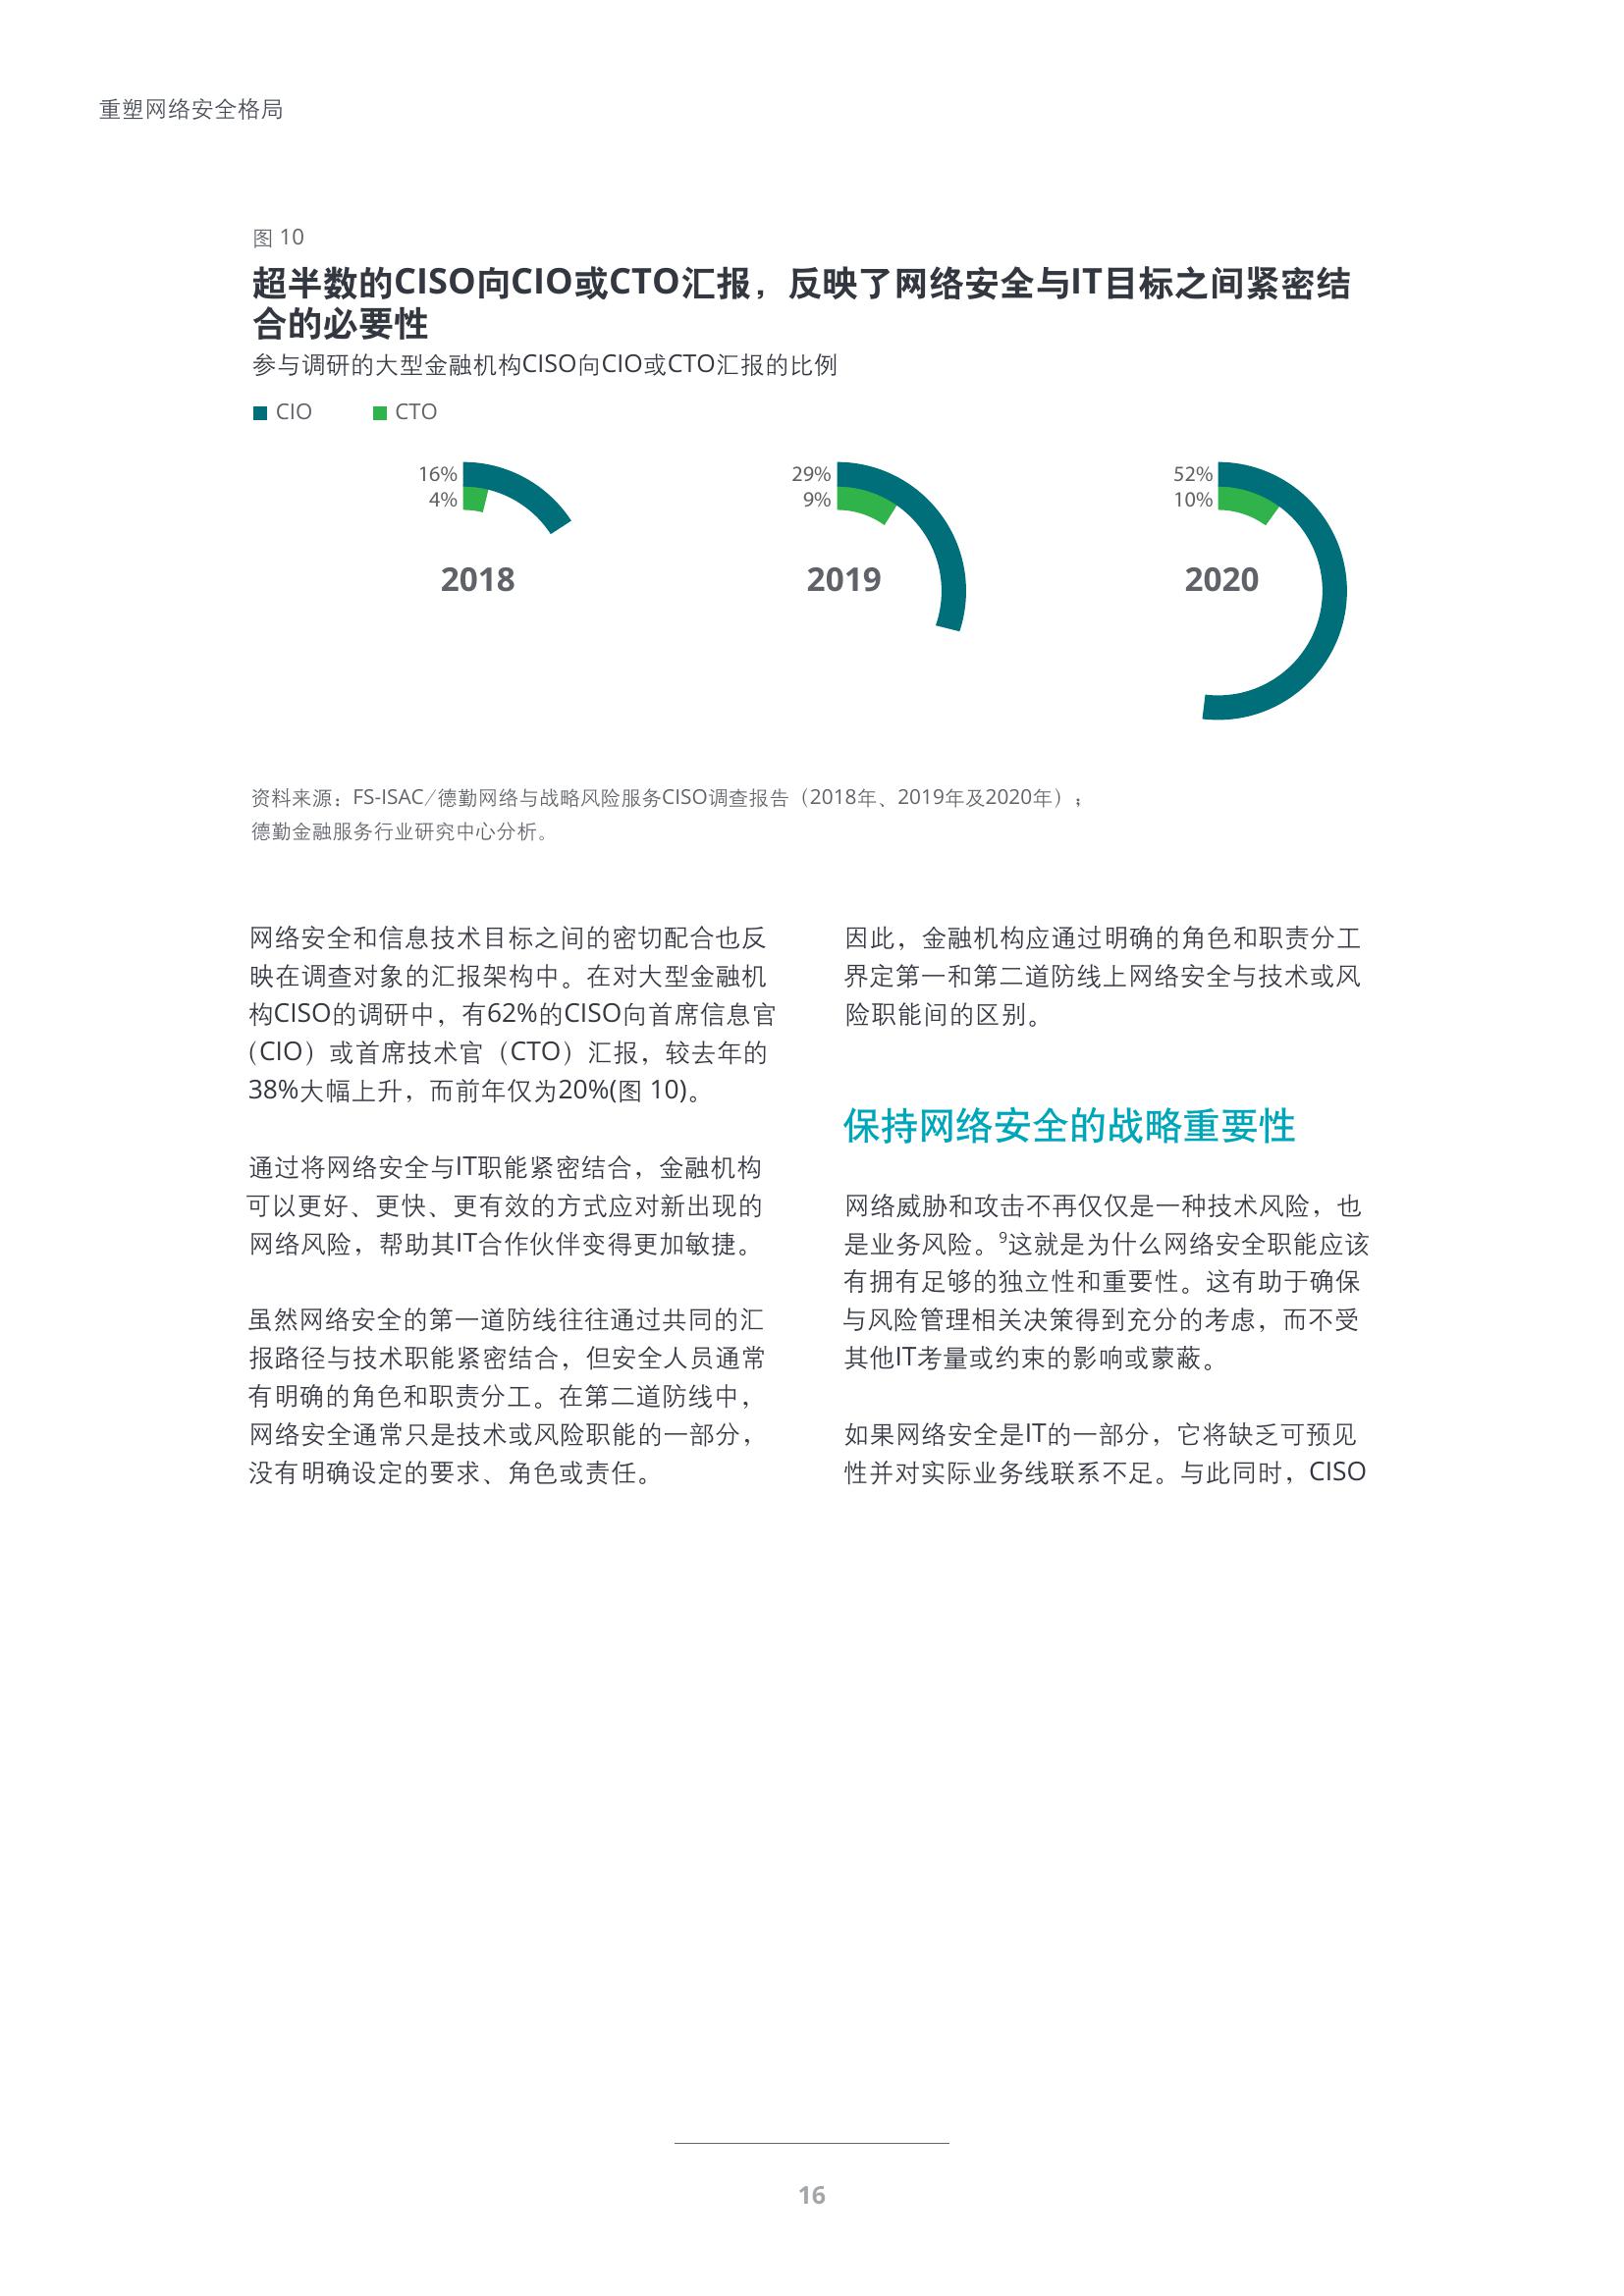 重塑网络安全格局
图 10
超半数的CISO向CIO或CTO汇报，反映了网络安全与IT目标之间紧密结
合的必要性
参与调研的大型金融机构CISO向CIO或CTO汇报的比例
CIO CTO
16%
4%
2018
29%
9%
2019
52%
10%
2020
资料来源：FS-ISAC/德勤网络与战略风险服务CISO调查报告（2018年、2019年及2020年）；
德勤金融服务行业研究中心分析。
网络安全和信息技术目标之间的密切配合也反
映在调查对象的汇报架构中。在对大型金融机
构CISO的调研中，有62%的CISO向首席信息官
（CIO）或首席技术官（CTO）汇报，较去年的
38%大幅上升，而前年仅为20%(图 10)。
通过将网络安全与IT职能紧密结合，金融机构
可以更好、更快、更有效的方式应对新出现的
网络风险，帮助其IT合作伙伴变得更加敏捷。
虽然网络安全的第一道防线往往通过共同的汇
报路径与技术职能紧密结合，但安全人员通常
有明确的角色和职责分工。在第二道防线中，
网络安全通常只是技术或风险职能的一部分，
没有明确设定的要求、角色或责任。
因此，金融机构应通过明确的角色和职责分工
界定第一和第二道防线上网络安全与技术或风
险职能间的区别。
保持网络安全的战略重要性
网络威胁和攻击不再仅仅是一种技术风险，也
是业务风险。9这就是为什么网络安全职能应该
有拥有足够的独立性和重要性。这有助于确保
与风险管理相关决策得到充分的考虑，而不受
其他IT考量或约束的影响或蒙蔽。
如果网络安全是IT的一部分，它将缺乏可预见
性并对实际业务线联系不足。与此同时，CISO
16